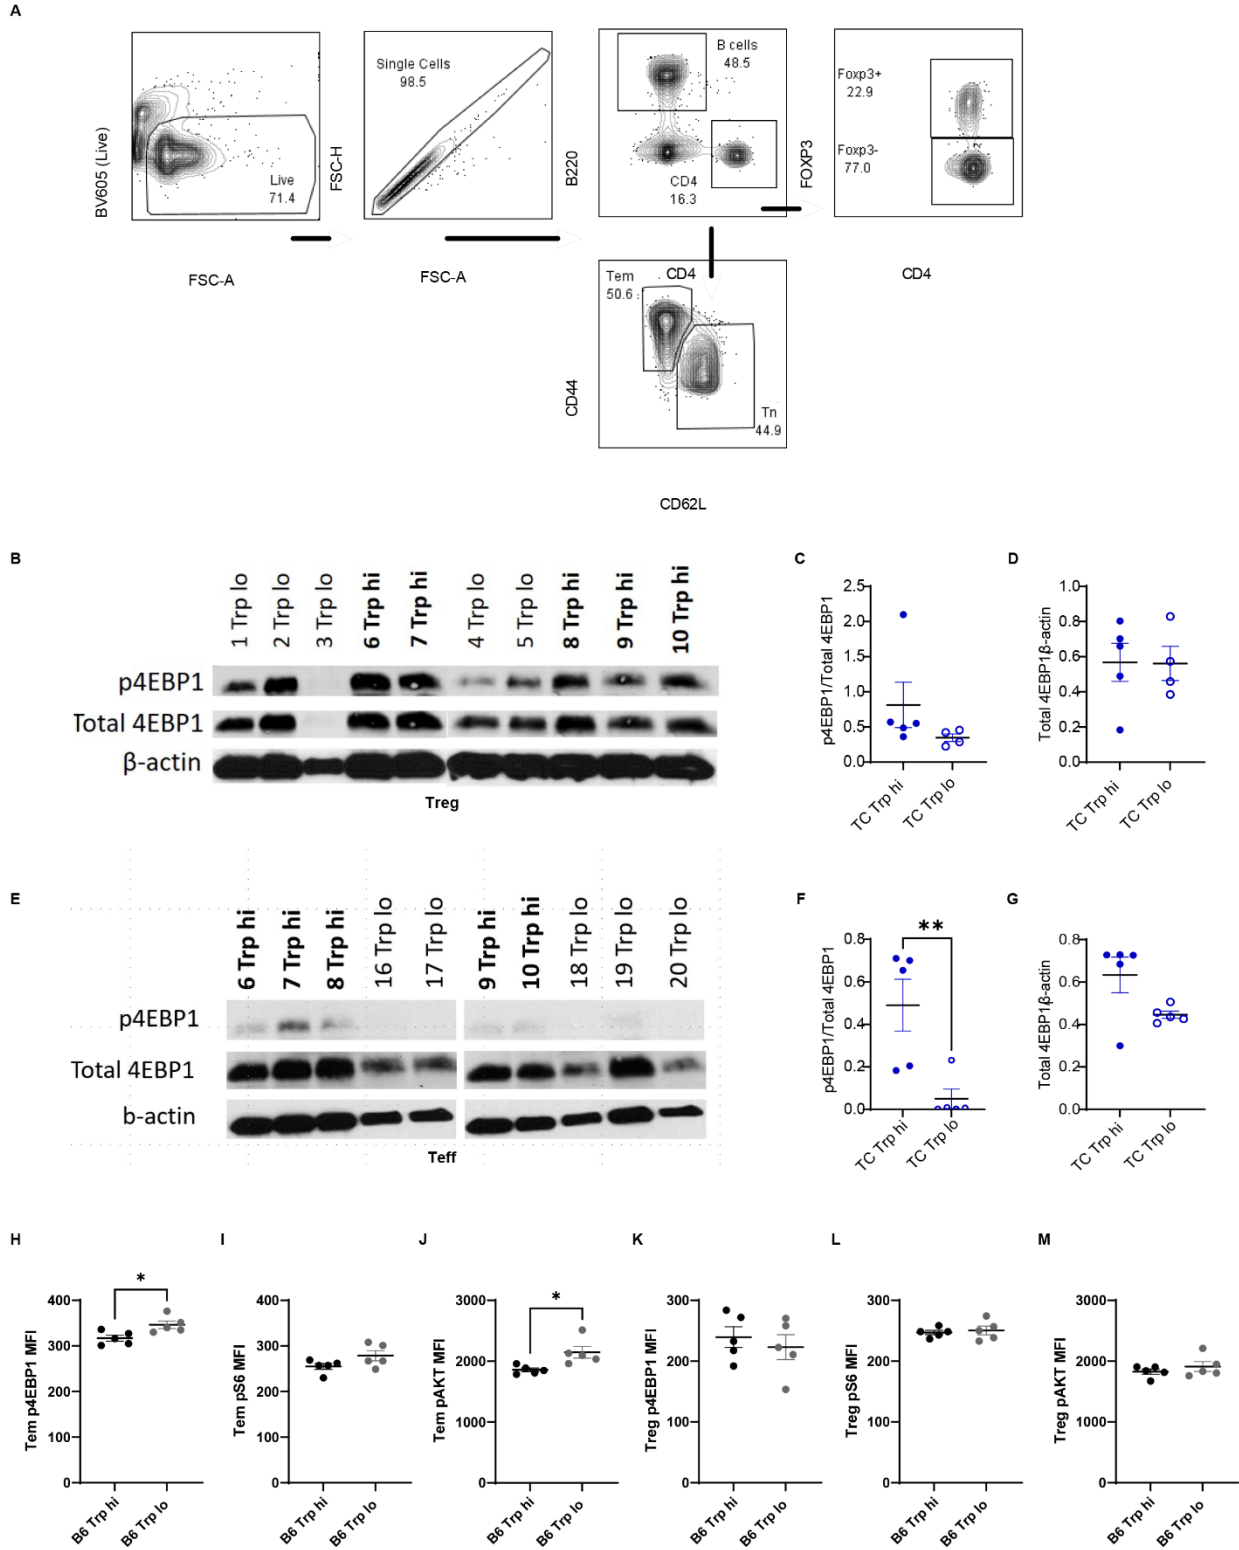 A
BV605 (Live)
Live
71.4
FSC-A
FSC-H
Single Cells
98.5
FSC-A
B220
B cells
48.5
CD4
16.3
CD4
FOXP3
Foxp3+
22.9
Foxp3-
77.0
CD4
CD44
Tem
50.6
Tn
44.9
CD62L
B
1 Trp lo
2 Trp lo
3 Trp lo
6 Trp hi
7 Trp hi
4 Trp lo
5 Trp lo
8 Trp hi
9 Trp hi
10 Trp hi
p4EBP1
Total 4EBP1
β-actin
Treg
C
p4EBP1/Total 4EBP1
2.5
2.0
1.5
1.0
0.5
0.0
TC Trp hi
TC Trp lo
D
Total 4EBP1β-actin
1.0
0.8
0.6
0.4
0.2
0.0
TC Trp hi
TC Trp lo
E
6 Trp hi
7 Trp hi
8 Trp hi
16 Trp lo
17 Trp lo
9 Trp hi
10 Trp hi
18 Trp lo
19 Trp lo
20 Trp lo
p4EBP1
Total 4EBP1
b-actin
Teff
F
p4EBP1/Total 4EBP1
0.8
0.6
0.4
0.2
0.0
**
TC Trp hi
TC Trp lo
G
Total 4EBP1β-actin
0.8
0.6
0.4
0.2
0.0
TC Trp hi
TC Trp lo
H
Tem p4EBP1 MFI
400
300
200
100
0
*
B6 Trp hi
B6 Trp lo
I
Tem pS6 MFI
400
300
200
100
0
B6 Trp hi
B6 Trp lo
J
Tem pAKT MFI
3000
2000
1000
0
*
B6 Trp hi
B6 Trp lo
K
Treg p4EBP1 MFI
300
200
100
0
B6 Trp hi
B6 Trp lo
L
Treg pS6 MFI
300
200
100
0
B6 Trp hi
B6 Trp lo
M
Treg pAKT MFI
3000
2000
1000
0
B6 Trp hi
B6 Trp lo